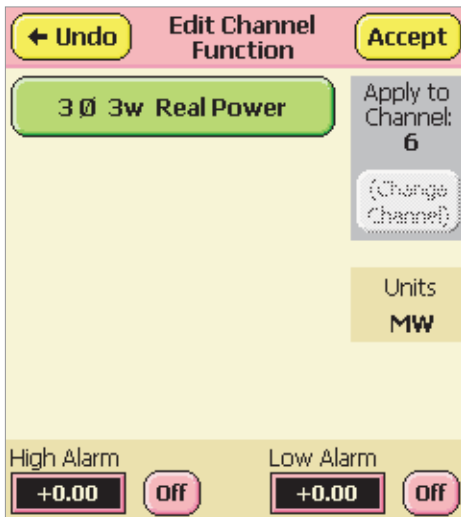 ← Undo
Edit Channel
Function
Accept
3 Ø 3w Real Power
Apply to
Channel:
6
(Change
Channel)
Units
MW
High Alarm
+0.00
Off
Low Alarm
+0.00
Off